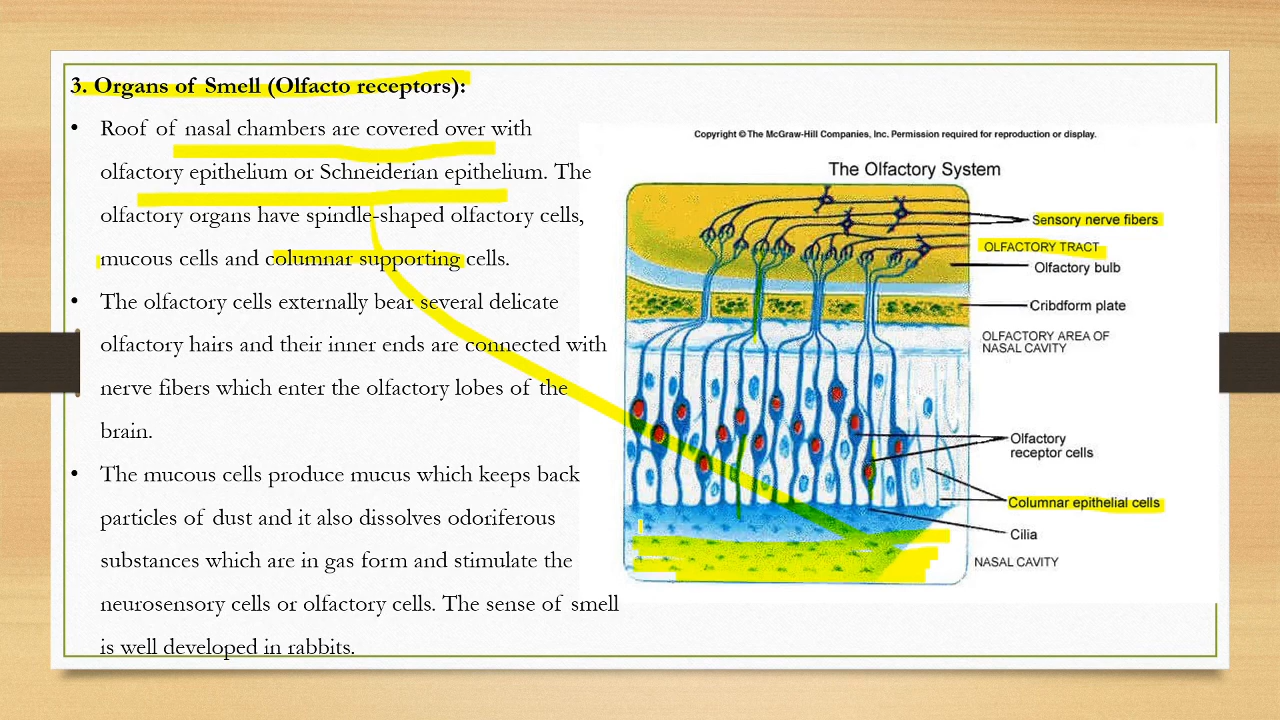 3. Organs of Smell (Olfacto receptors):
• Roof of nasal chambers are covered over with
olfactory epithelium or Schneiderian epithelium. The
olfactory organs have spindle-shaped olfactory cells,
mucous cells and columnar supporting cells.
• The olfactory cells externally bear several delicate
olfactory hairs and their inner ends are connected with
nerve fibers which enter the olfactory lobes of the
brain.
• The mucous cells produce mucus which keeps back
particles of dust and it also dissolves odoriferous
substances which are in gas form and stimulate the
neurosensory cells or olfactory cells. The sense of smell
is well developed in rabbits.
Copyright © The McGraw-Hill Companies, Inc. Permission required for reproduction or display.
The Olfactory System
Sensory nerve fibers
OLFACTORY TRACT
Olfactory bulb
Cribdform plate
OLFACTORY AREA OF
NASAL CAVITY
Olfactory
receptor cells
Columnar epithelial cells
Cilia
NASAL CAVITY